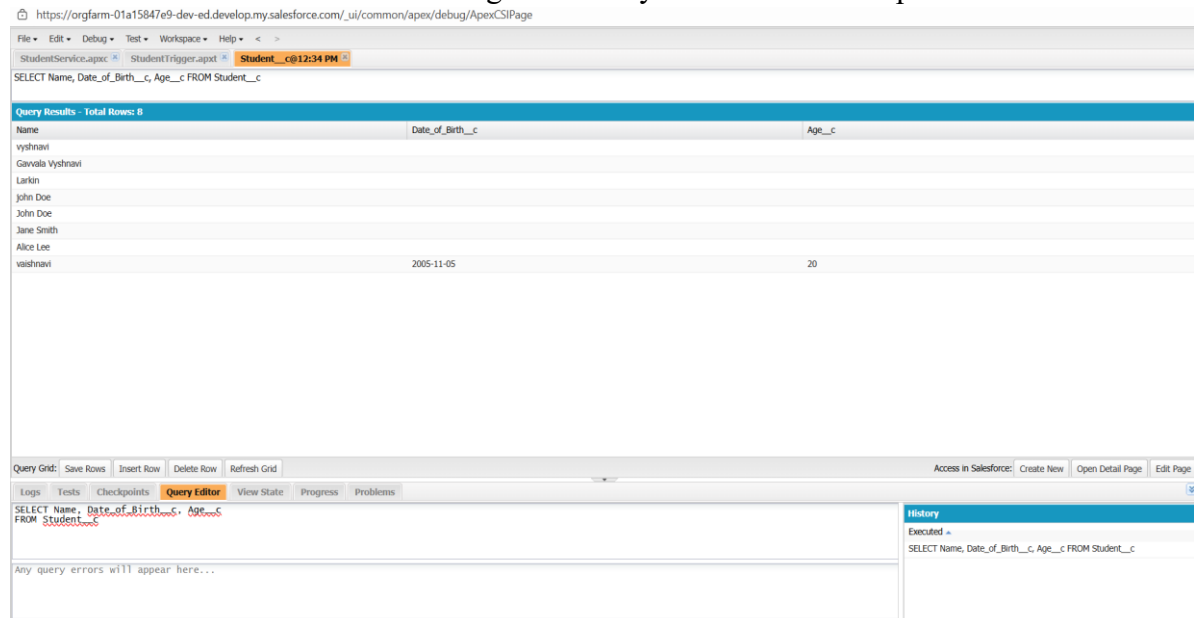 https://orgfarm-01a15847e9-dev-ed.develop.my.salesforce.com/_ui/common/apex/debug/ApexCSIPage
File Edit Debug Test Workspace Help < >
StudentService.apxc StudentTrigger.apxt Student__c@12:34 PM
SELECT Name, Date_of_Birth__c, Age__c FROM Student__c
Query Results - Total Rows: 8
Name Date_of_Birth__c Age__c
vyshnavi
Gavvala Vyshnavi
Larkin
john Doe
John Doe
Jane Smith
Alice Lee
vaishnavi 2005-11-05 20
Query Grid: Save Rows Insert Row Delete Row Refresh Grid Access in Salesforce: Create New Open Detail Page Edit Page
Logs Tests Checkpoints Query Editor View State Progress Problems
SELECT Name, Date_of_Birth__c, Age__c
FROM Student__c
Any query errors will appear here...
History
Executed
SELECT Name, Date_of_Birth__c, Age__c FROM Student__c